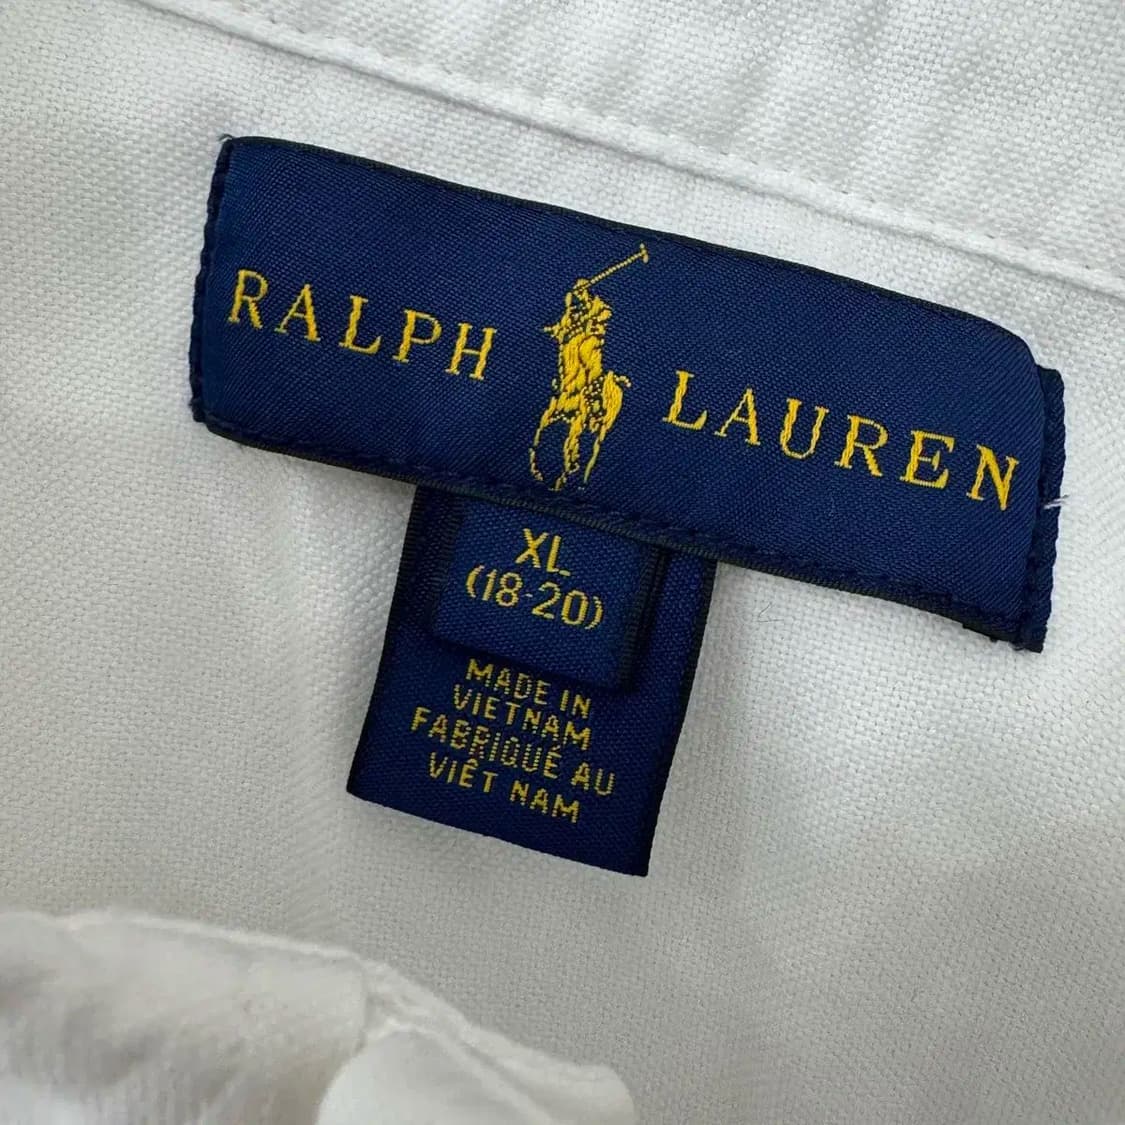 RALPH LAUREN
XL
(18-20)
MADE IN
VIETNAM
FABRIQUÉ AU
VIÊT NAM